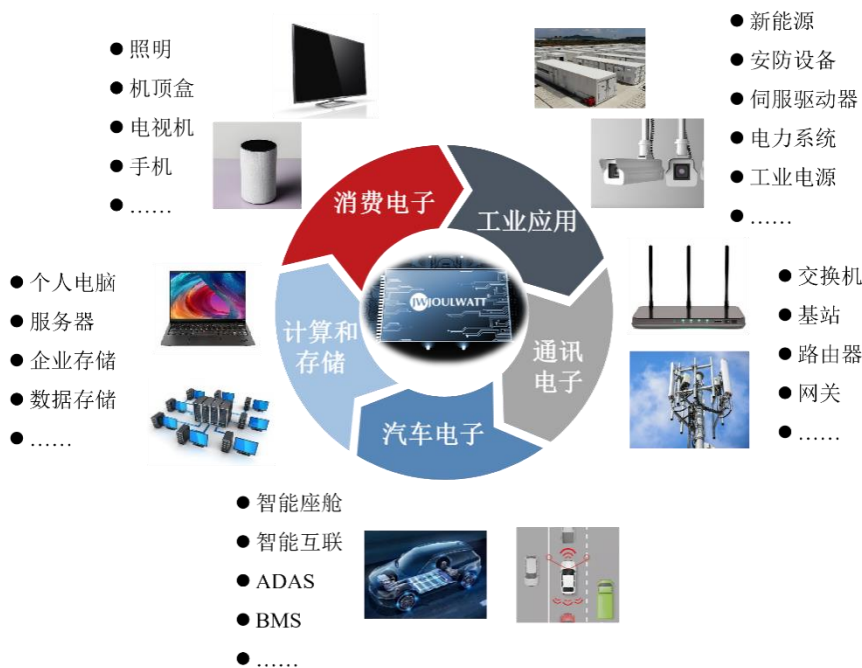 ● 照明
● 机顶盒
● 电视机
● 手机
● ……
● 新能源
● 安防设备
● 伺服驱动器
● 电力系统
● 工业电源
● ……
消费电子
工业应用
● 个人电脑
● 服务器
● 企业存储
● 数据存储
● ……
计算和
存储
JW JOULWATT
通讯
电子
● 交换机
● 基站
● 路由器
● 网关
● ……
汽车电子
● 智能座舱
● 智能互联
● ADAS
● BMS
● ……